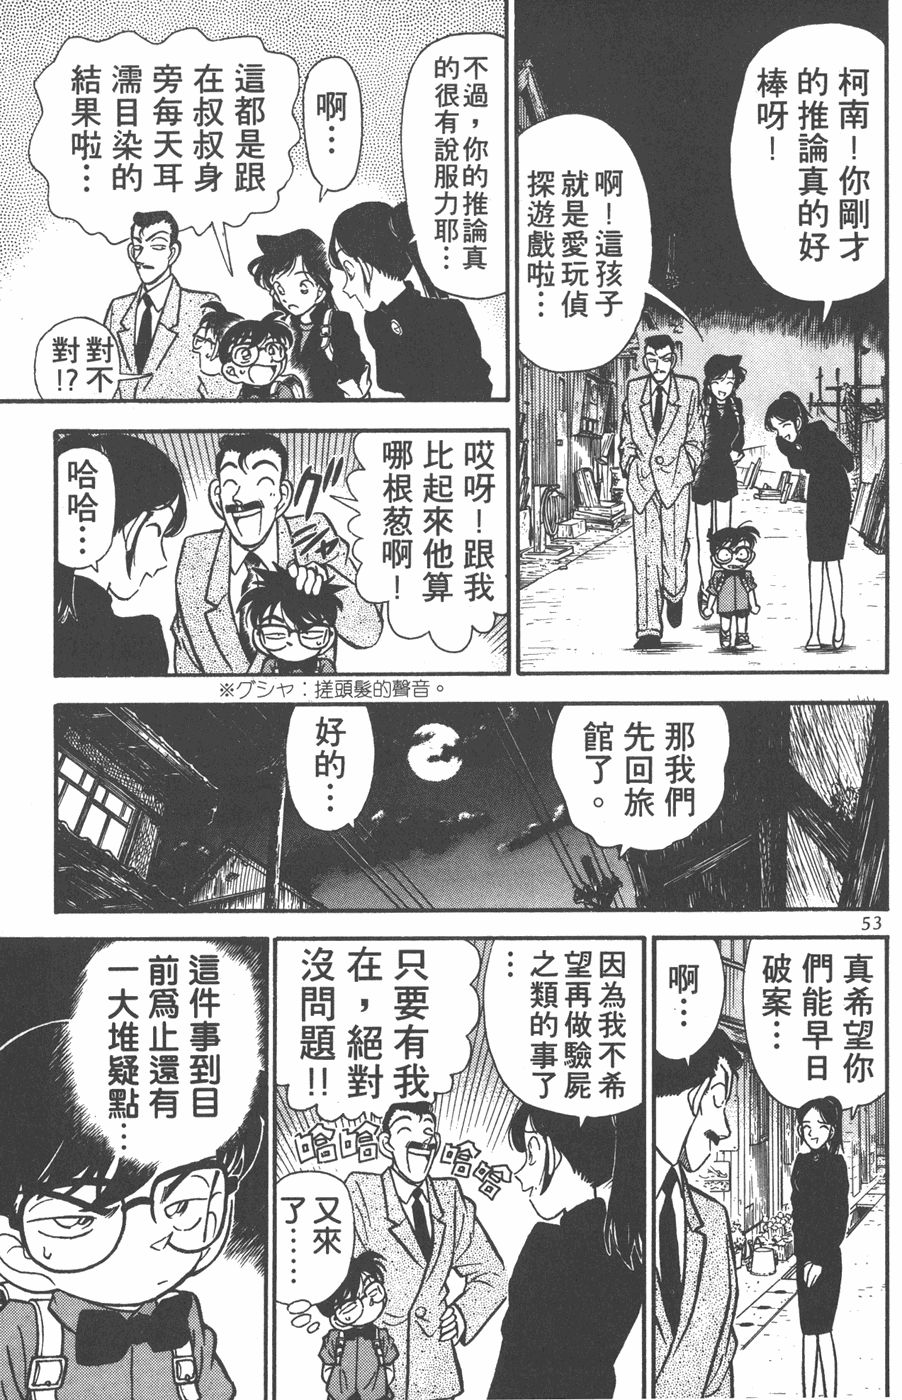 柯南！你剛才
的推論真的好
棒呀！
啊！這孩子
就是愛玩偵
探遊戲啦…
不過，你的推論真
的很有說服力耶…
啊…
這都是跟
在叔叔身
旁每天耳
濡目染的
結果啦…
對不
對!?
哎呀！跟我
比起來他算
哪根葱啊！
グシャ
哈哈…
※グシャ：搓頭髮的聲音。
那我們
先回旅
館了。
好的…
53
真希望你
們能早日
破案…
啊…
因為我不希
望再做驗屍
之類的事了
…
只要有我
在，絕對
沒問題!!
哈哈
哈哈
又來
了……
這件事到目
前爲止還有
一大堆疑點…